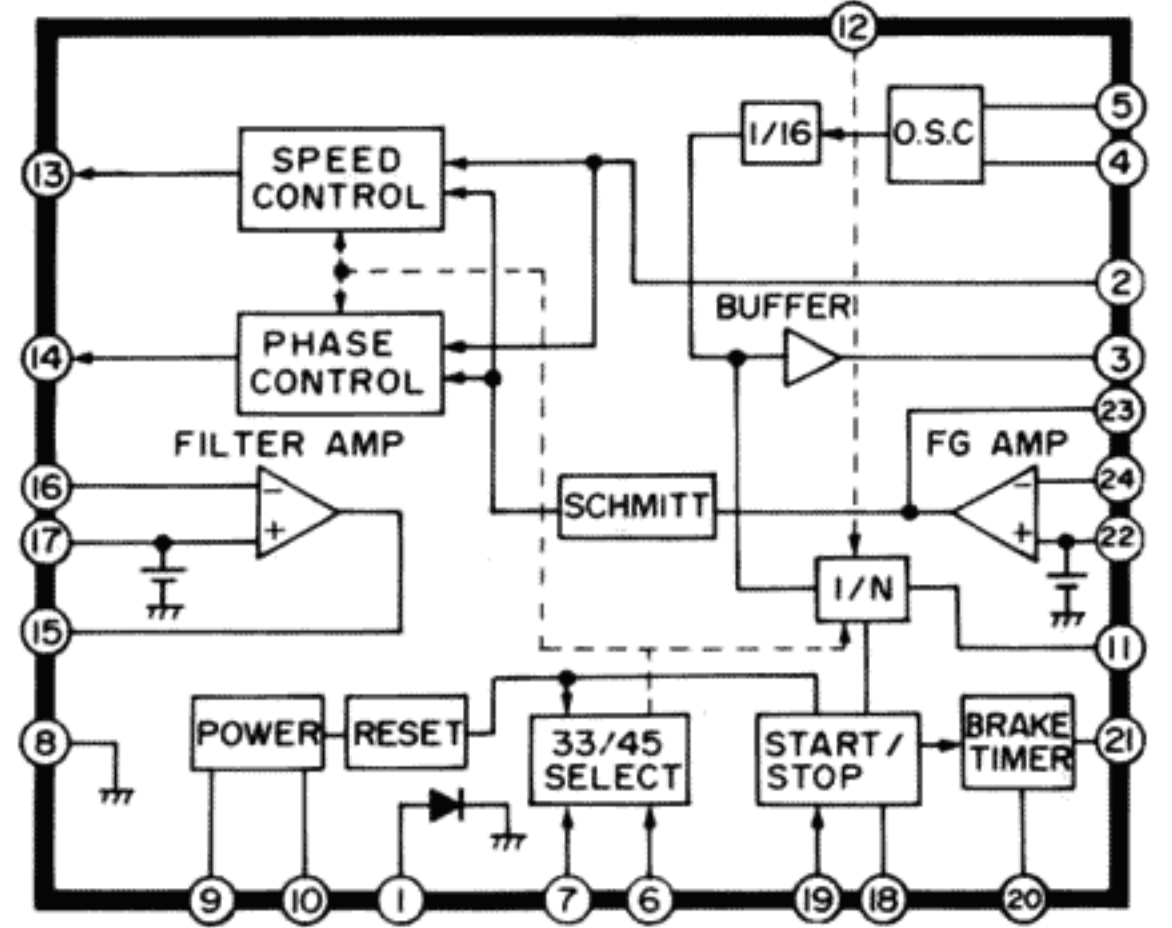 12
5
1/16
O.S.C
4
13
SPEED
CONTROL
2
BUFFER
14
PHASE
CONTROL
3
23
FILTER AMP
FG AMP
16
-
-
24
SCHMITT
17
+
+
22
1/N
15
11
8
POWER
RESET
33/45
SELECT
START/
STOP
BRAKE
TIMER
21
9
10
1
7
6
19
18
20